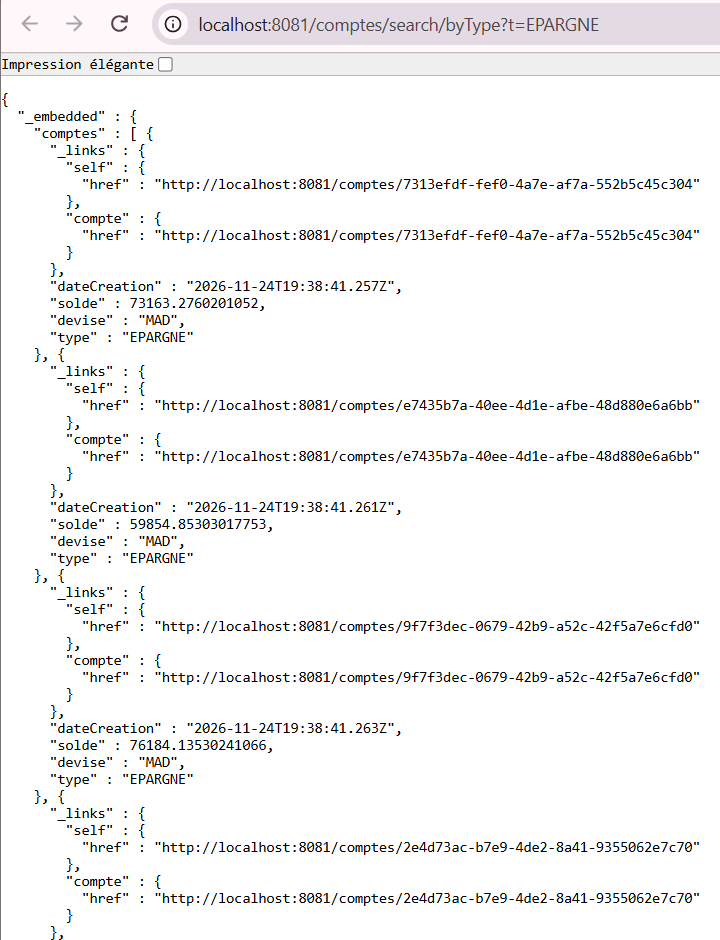 localhost:8081/comptes/search/byType?t=EPARGNE
Impression élégante
{
  "_embedded" : {
    "comptes" : [ {
      "_links" : {
        "self" : {
          "href" : "http://localhost:8081/comptes/7313efdf-fef0-4a7e-af7a-552b5c45c304"
        },
        "compte" : {
          "href" : "http://localhost:8081/comptes/7313efdf-fef0-4a7e-af7a-552b5c45c304"
        }
      },
      "dateCreation" : "2026-11-24T19:38:41.257Z",
      "solde" : 73163.2760201052,
      "devise" : "MAD",
      "type" : "EPARGNE"
    }, {
      "_links" : {
        "self" : {
          "href" : "http://localhost:8081/comptes/e7435b7a-40ee-4d1e-afbe-48d880e6a6bb"
        },
        "compte" : {
          "href" : "http://localhost:8081/comptes/e7435b7a-40ee-4d1e-afbe-48d880e6a6bb"
        }
      },
      "dateCreation" : "2026-11-24T19:38:41.261Z",
      "solde" : 59854.85303017753,
      "devise" : "MAD",
      "type" : "EPARGNE"
    }, {
      "_links" : {
        "self" : {
          "href" : "http://localhost:8081/comptes/9f7f3dec-0679-42b9-a52c-42f5a7e6cfd0"
        },
        "compte" : {
          "href" : "http://localhost:8081/comptes/9f7f3dec-0679-42b9-a52c-42f5a7e6cfd0"
        }
      },
      "dateCreation" : "2026-11-24T19:38:41.263Z",
      "solde" : 76184.13530241066,
      "devise" : "MAD",
      "type" : "EPARGNE"
    }, {
      "_links" : {
        "self" : {
          "href" : "http://localhost:8081/comptes/2e4d73ac-b7e9-4de2-8a41-9355062e7c70"
        },
        "compte" : {
          "href" : "http://localhost:8081/comptes/2e4d73ac-b7e9-4de2-8a41-9355062e7c70"
        }
      },